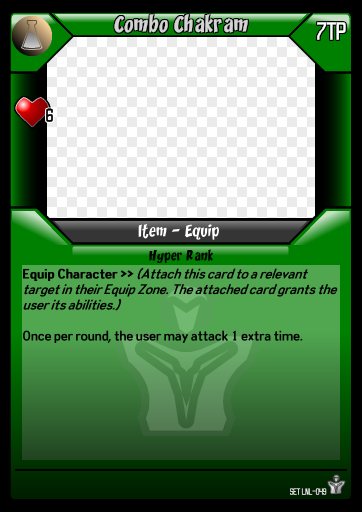 Combo Chakram
7TP
6
Item - Equip
Hyper Rank
Equip Character >> (Attach this card to a relevant
target in their Equip Zone. The attached card grants the
user its abilities.)
Once per round, the user may attack 1 extra time.
SET LNL-049